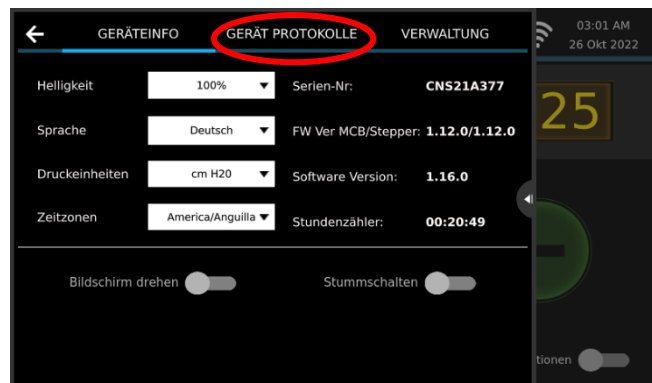 GERÄTEINFO GERÄT PROTOKOLLE VERWALTUNG 03:01 AM
26 Okt 2022
Helligkeit 100% Serien-Nr: CNS21A377
25
Sprache Deutsch FW Ver MCB/Stepper: 1.12.0/1.12.0
Druckeinheiten cm H20 Software Version: 1.16.0
Zeitzonen America/Anguilla Stundenzähler: 00:20:49
Bildschirm drehen Stummschalten
tionen